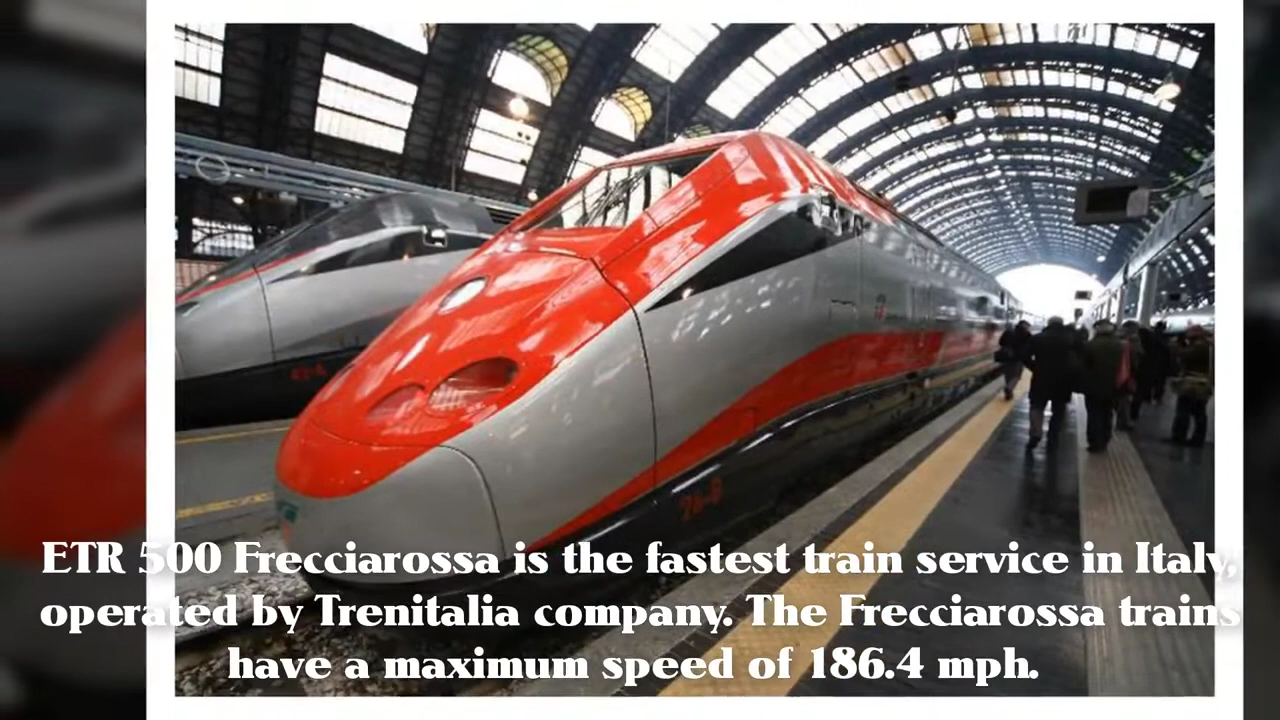 ETR 500 Frecciarossa is the fastest train service in Italy,
operated by Trenitalia company. The Frecciarossa trains
have a maximum speed of 186.4 mph.